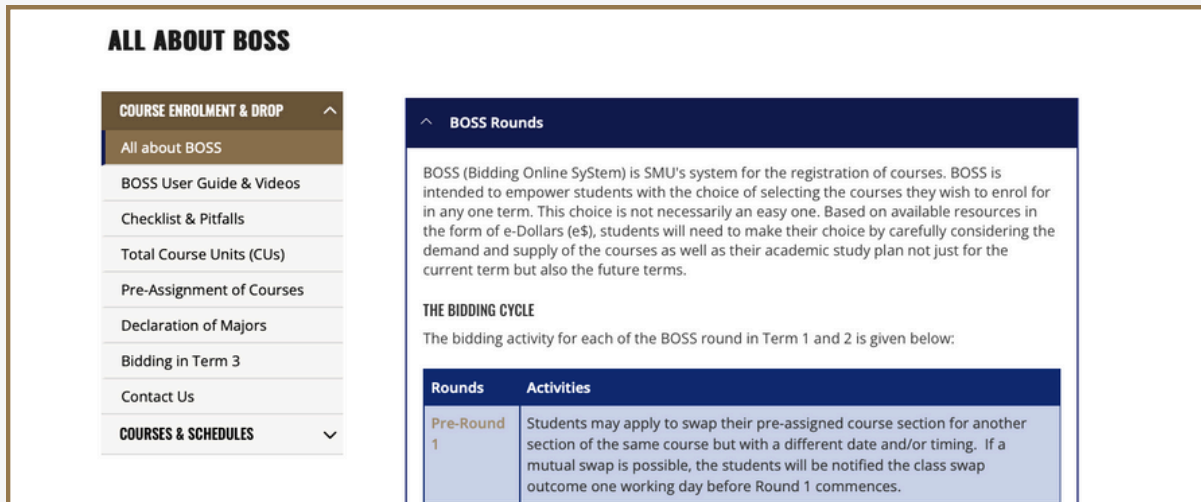 ALL ABOUT BOSS
COURSE ENROLMENT & DROP
All about BOSS
BOSS User Guide & Videos
Checklist & Pitfalls
Total Course Units (CUs)
Pre-Assignment of Courses
Declaration of Majors
Bidding in Term 3
Contact Us
COURSES & SCHEDULES
BOSS Rounds
BOSS (Bidding Online SyStem) is SMU's system for the registration of courses. BOSS is
intended to empower students with the choice of selecting the courses they wish to enrol for
in any one term. This choice is not necessarily an easy one. Based on available resources in
the form of e-Dollars (e$), students will need to make their choice by carefully considering the
demand and supply of the courses as well as their academic study plan not just for the
current term but also the future terms.
THE BIDDING CYCLE
The bidding activity for each of the BOSS round in Term 1 and 2 is given below:
Rounds Activities
Pre-Round
1
Students may apply to swap their pre-assigned course section for another
section of the same course but with a different date and/or timing. If a
mutual swap is possible, the students will be notified the class swap
outcome one working day before Round 1 commences.